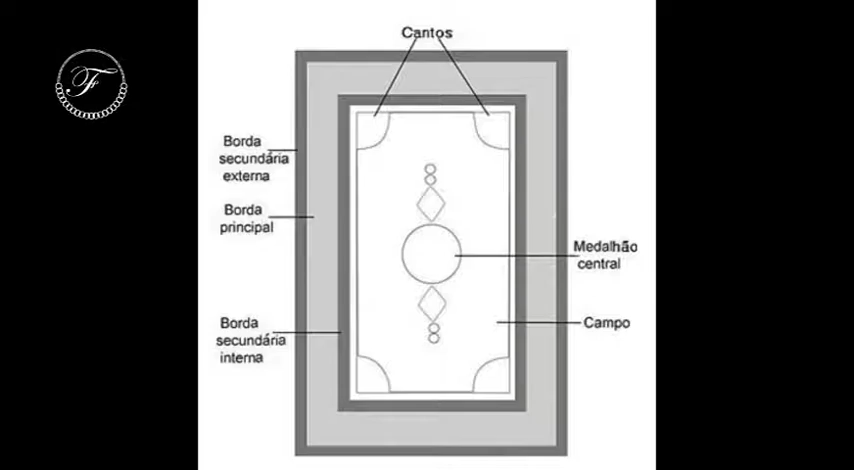 Cantos
F
Borda
secundária
externa
Borda
principal
Medalhão
central
Borda
secundária
interna
Campo